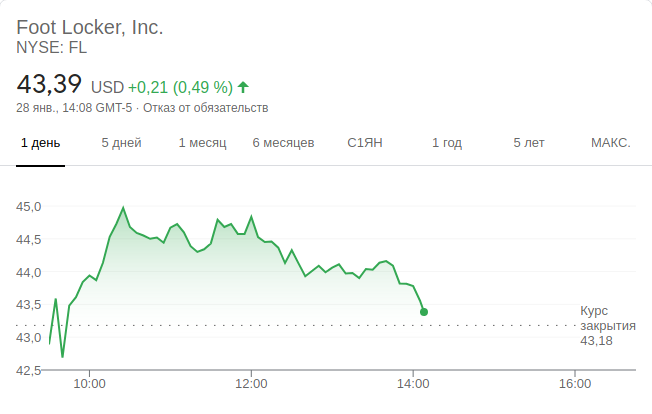 Foot Locker, Inc.
NYSE: FL
43,39 USD +0,21 (0,49 %)
28 янв., 14:08 GMT-5 · Отказ от обязательств
1 день 5 дней 1 месяц 6 месяцев С1ЯН 1 год 5 лет МАКС.
45,0
44,5
44,0
43,5
43,0
42,5
Курс
закрытия
43,18
10:00 12:00 14:00 16:00